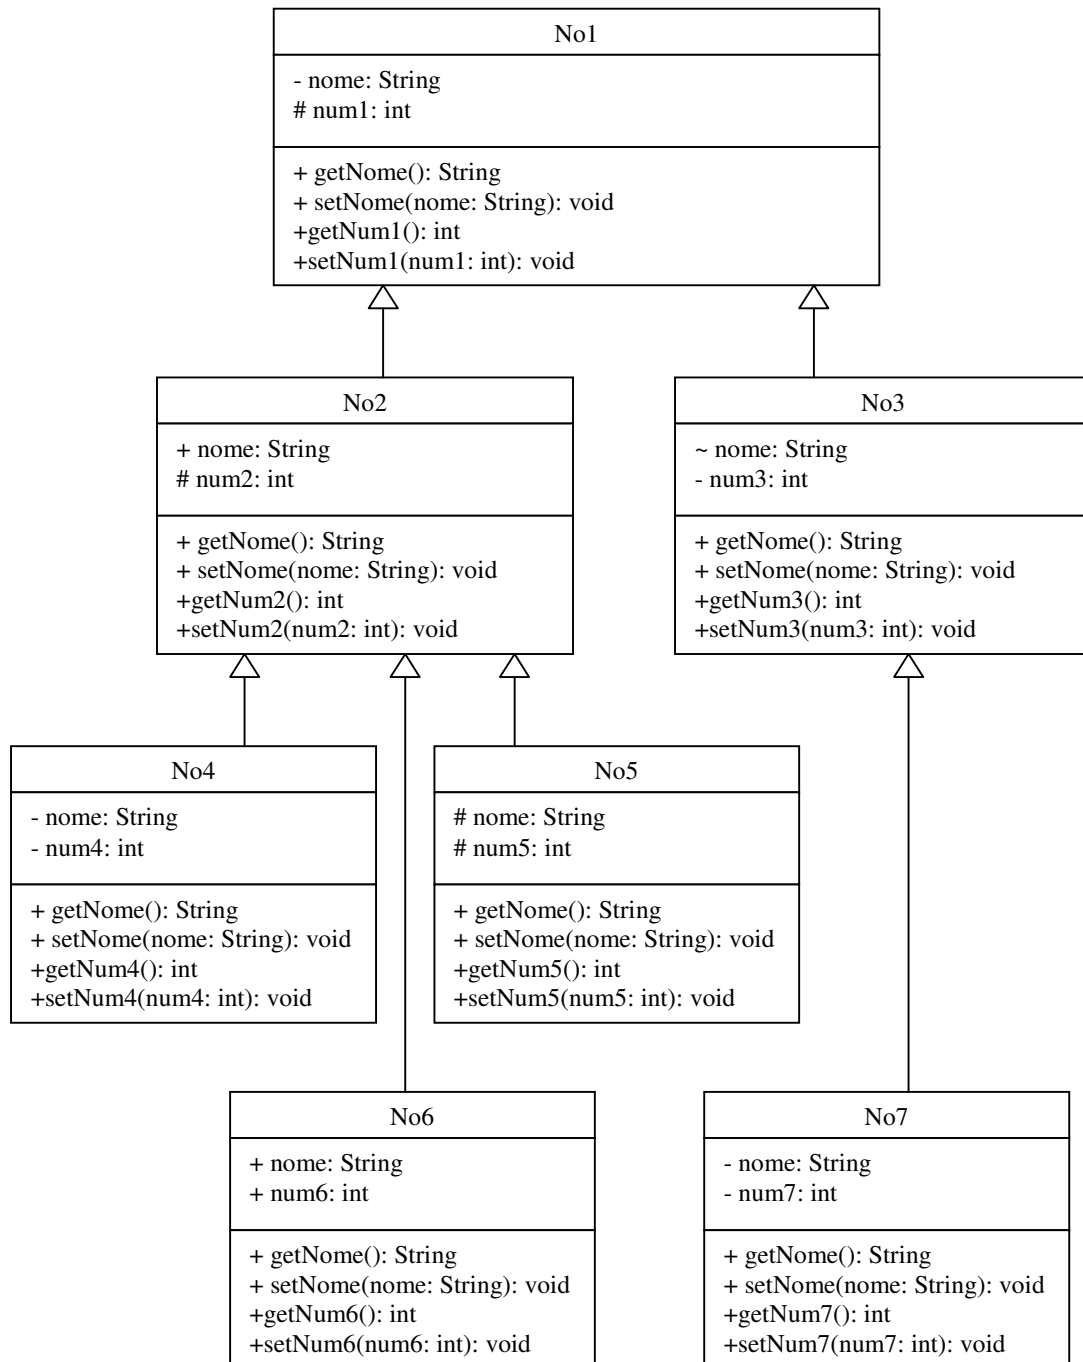 No1
- nome: String
# num1: int
+ getNome(): String
+ setNome(nome: String): void
+getNum1(): int
+setNum1(num1: int): void
No2
+ nome: String
# num2: int
+ getNome(): String
+ setNome(nome: String): void
+getNum2(): int
+setNum2(num2: int): void
No3
~ nome: String
- num3: int
+ getNome(): String
+ setNome(nome: String): void
+getNum3(): int
+setNum3(num3: int): void
No4
- nome: String
- num4: int
+ getNome(): String
+ setNome(nome: String): void
+getNum4(): int
+setNum4(num4: int): void
No5
# nome: String
# num5: int
+ getNome(): String
+ setNome(nome: String): void
+getNum5(): int
+setNum5(num5: int): void
No6
+ nome: String
+ num6: int
+ getNome(): String
+ setNome(nome: String): void
+getNum6(): int
+setNum6(num6: int): void
No7
- nome: String
- num7: int
+ getNome(): String
+ setNome(nome: String): void
+getNum7(): int
+setNum7(num7: int): void